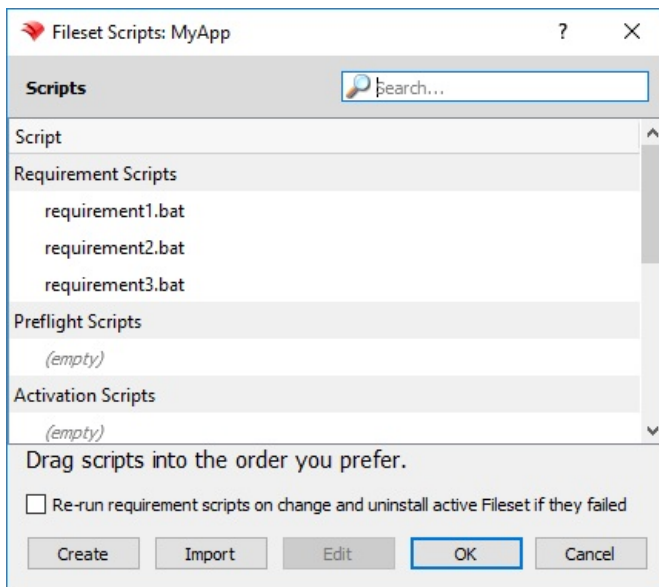 Fileset Scripts: MyApp ?
Scripts
Search...
Script
Requirement Scripts
requirement1.bat
requirement2.bat
requirement3.bat
Preflight Scripts
(empty)
Activation Scripts
(empty)
Drag scripts into the order you prefer.
Re-run requirement scripts on change and uninstall active Fileset if they failed
Create Import Edit OK Cancel